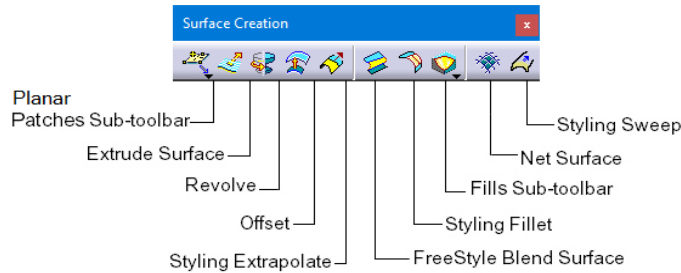 Surface Creation
x
Planar
Patches Sub-toolbar
Styling Sweep
Extrude Surface
Net Surface
Revolve
Fills Sub-toolbar
Offset
Styling Fillet
Styling Extrapolate
FreeStyle Blend Surface